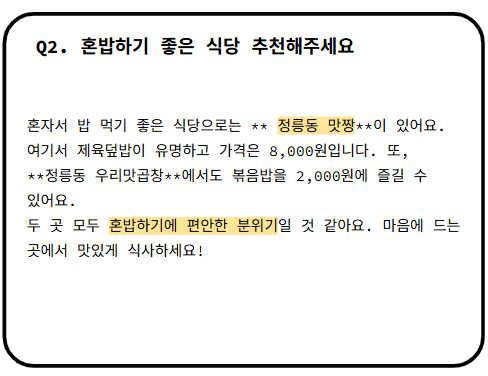 Q2. 혼밥하기 좋은 식당 추천해주세요
혼자서 밥 먹기 좋은 식당으로는 ** 정릉동 맛짱**이 있어요.
여기서 제육덮밥이 유명하고 가격은 8,000원입니다. 또,
**정릉동 우리맛곱창**에서도 볶음밥을 2,000원에 즐길 수
있어요.
두 곳 모두 혼밥하기에 편안한 분위기일 것 같아요. 마음에 드는
곳에서 맛있게 식사하세요!